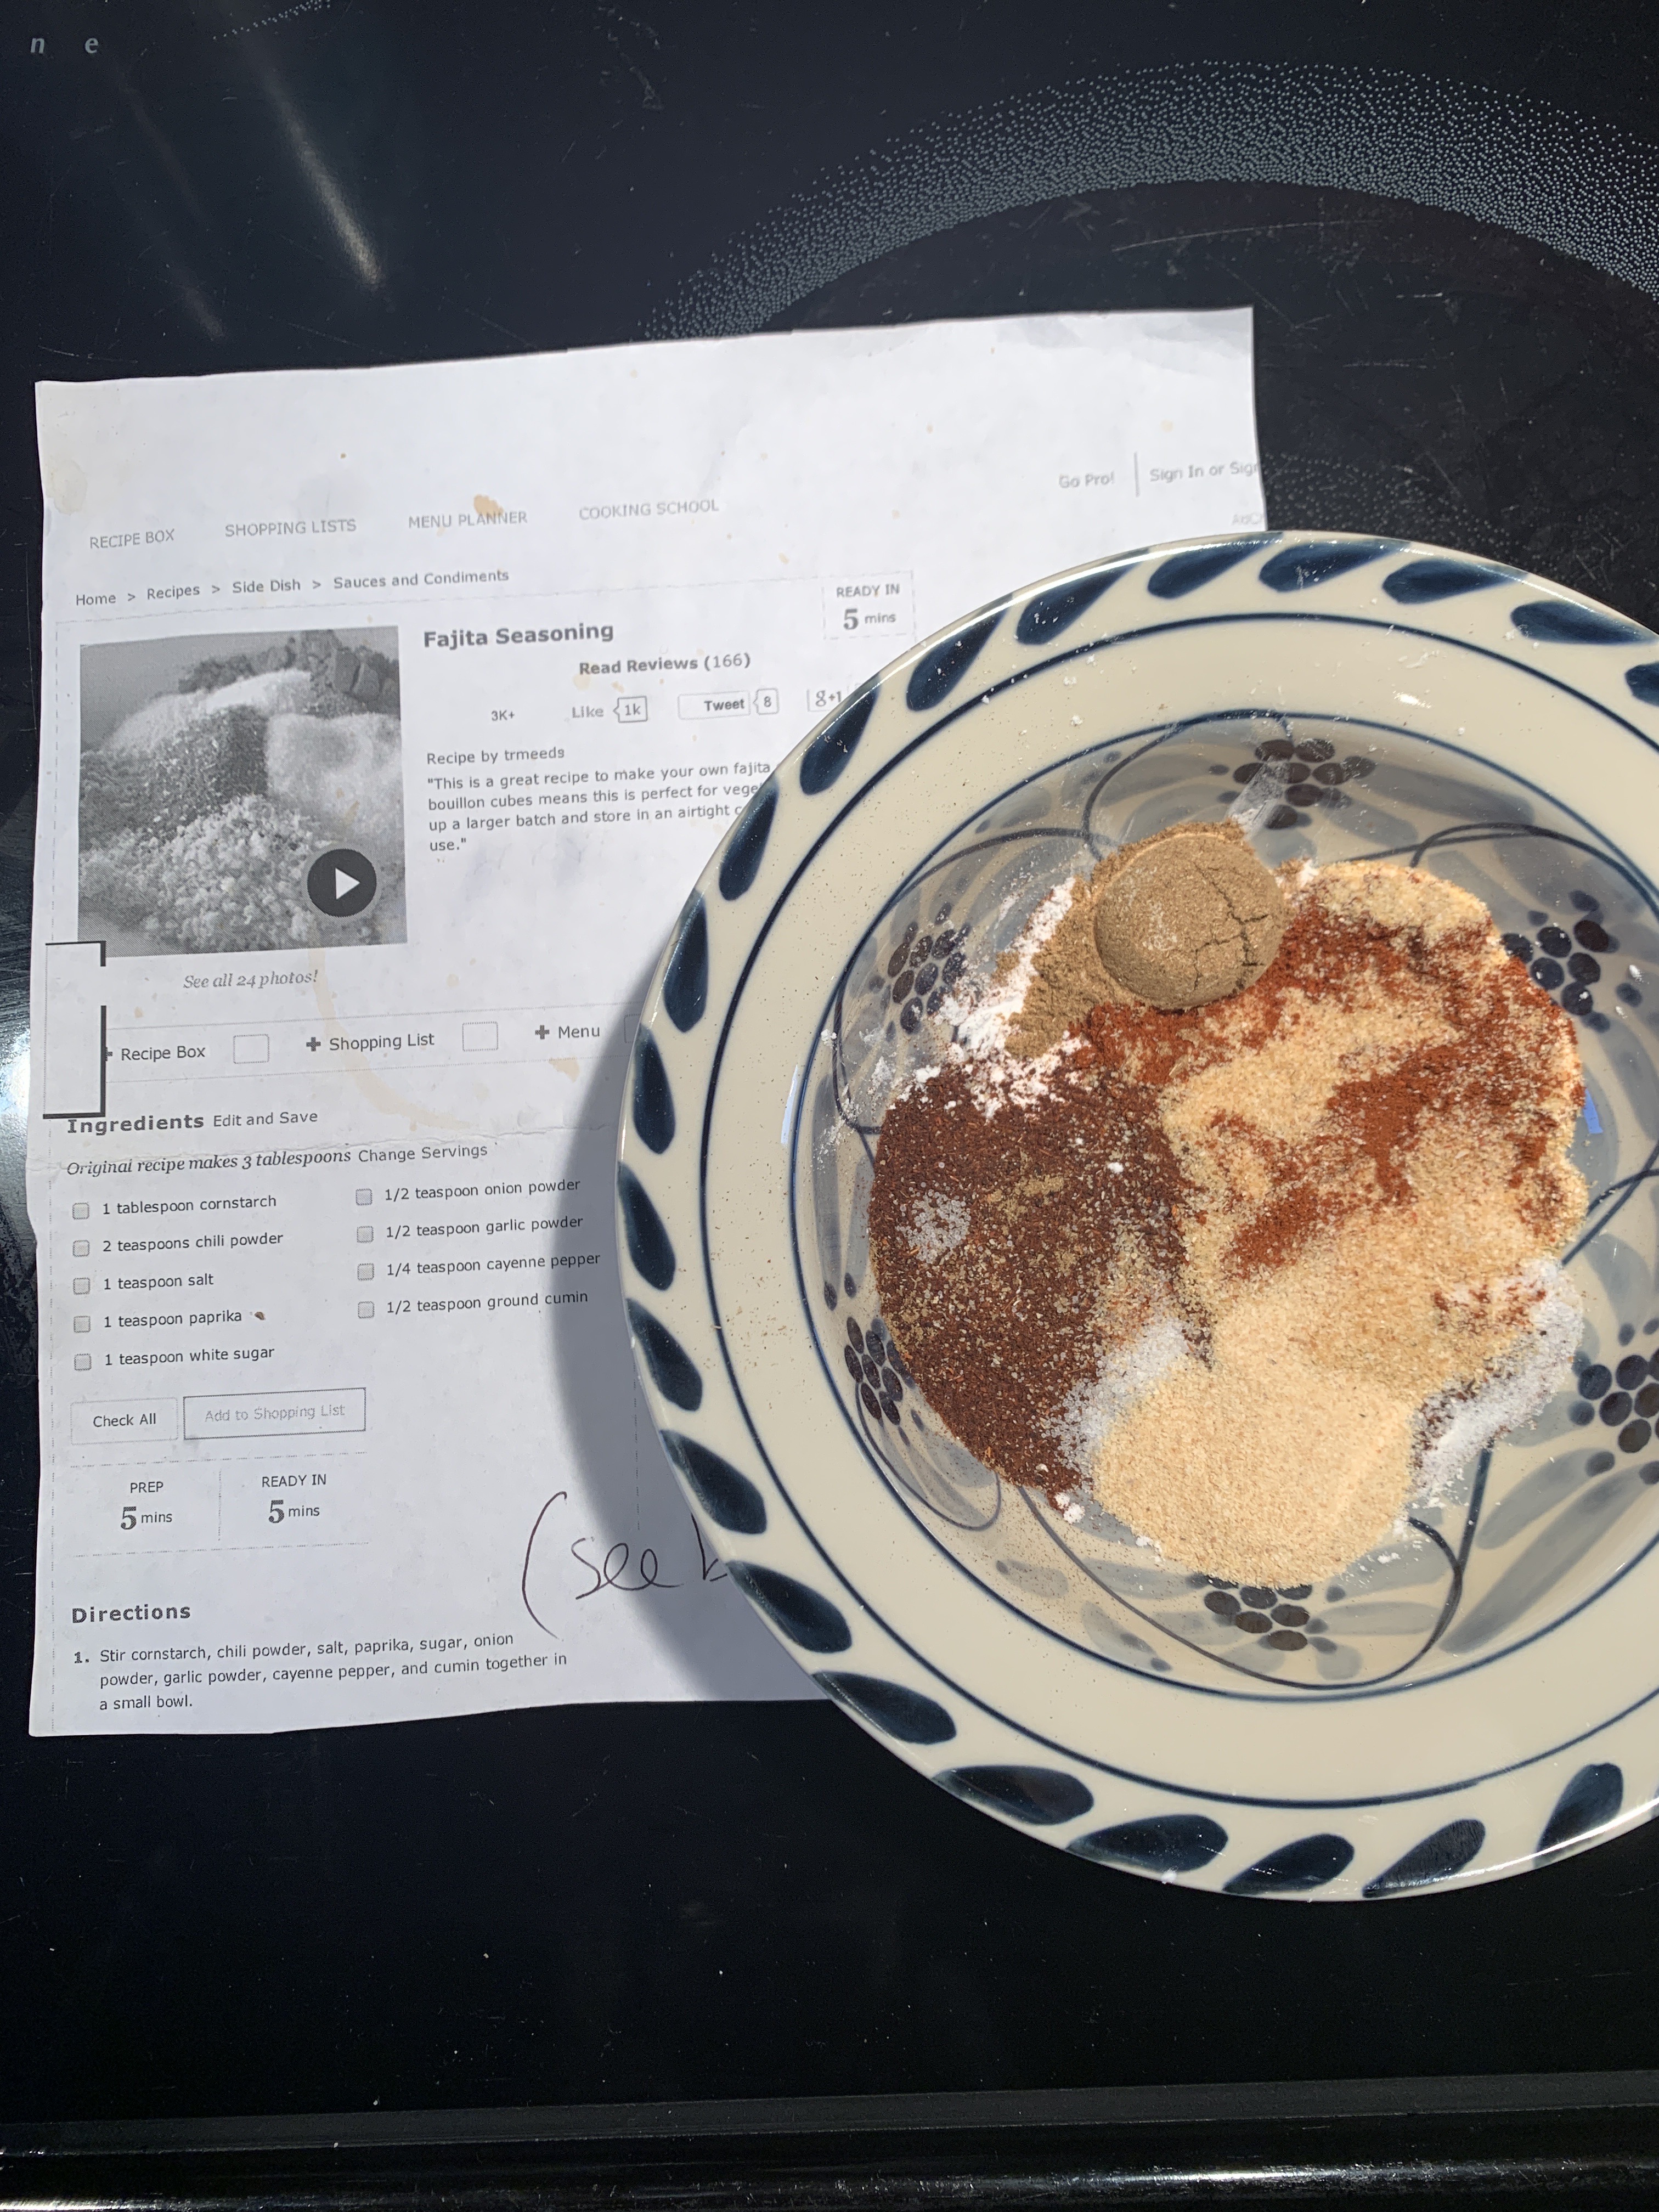 n e
Go Pro! Sign In or Sign
RECIPE BOX SHOPPING LISTS MENU PLANNER COOKING SCHOOL
Home > Recipes > Side Dish > Sauces and Condiments
READY IN
5 mins
Fajita Seasoning
Read Reviews (166)
3K+ Like 1k Tweet 8 g+1
Recipe by trmeeds
"This is a great recipe to make your own fajita
bouillon cubes means this is perfect for
up a larger batch and store in an airtight
use."
See all 24 photos!
Recipe Box + Shopping List + Menu
Ingredients Edit and Save
Original recipe makes 3 tablespoons Change Servings
1 tablespoon cornstarch
2 teaspoons chili powder
1 teaspoon salt
1 teaspoon paprika
1 teaspoon white sugar
1/2 teaspoon onion powder
1/2 teaspoon garlic powder
1/4 teaspoon cayenne pepper
1/2 teaspoon ground cumin
Check All Add to Shopping List
PREP
5 mins
READY IN
5 mins
(see
Directions
1. Stir cornstarch, chili powder, salt, paprika, sugar, onion
powder, garlic powder, cayenne pepper, and cumin together in
a small bowl.